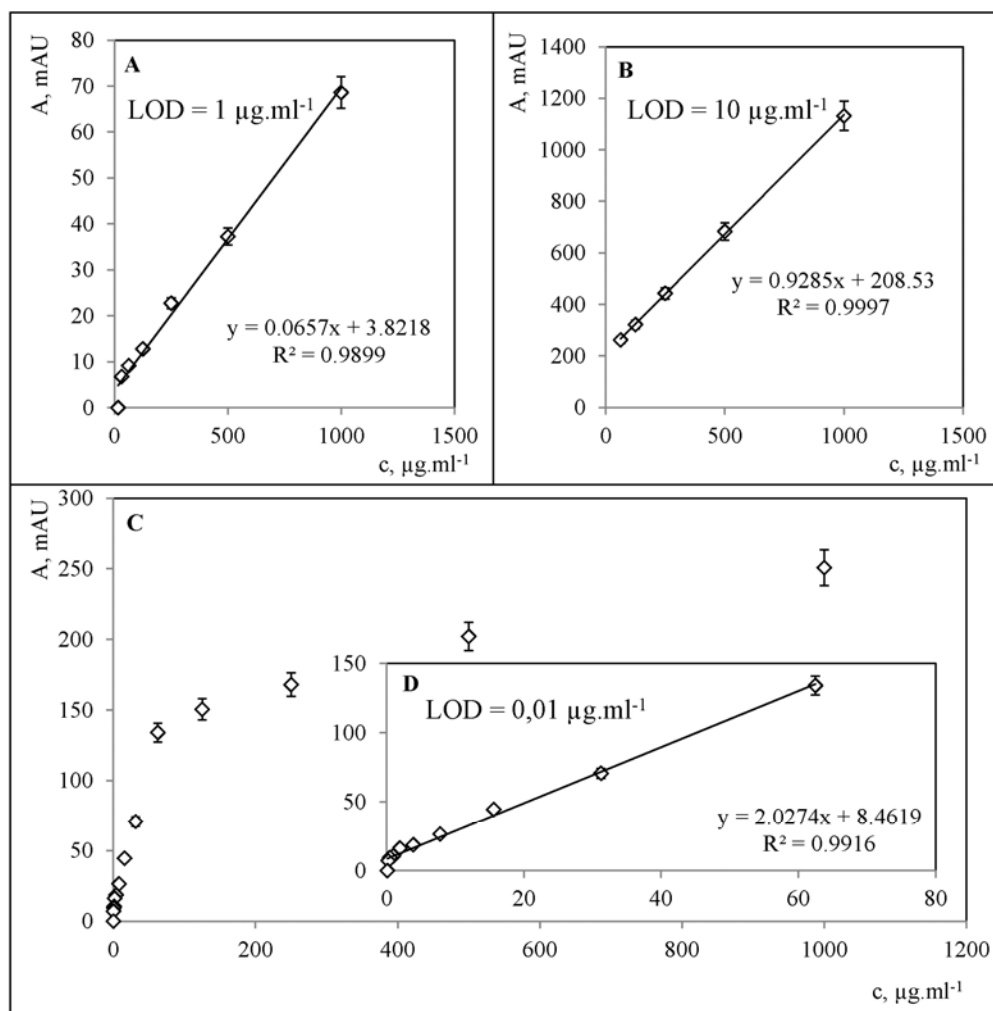 A
LOD = 1 µg.ml-1
A, mAU
80
70
60
50
40
30
20
10
0
y = 0.0657x + 3.8218
R² = 0.9899
0 500 1000 1500
c, µg.ml-1
B
LOD = 10 µg.ml-1
A, mAU
1400
1200
1000
800
600
400
200
0
y = 0.9285x + 208.53
R² = 0.9997
0 500 1000 1500
c, µg.ml-1
C
A, mAU
300
250
200
150
100
50
0
0 200 400 600 800 1000 1200
c, µg.ml-1
D
LOD = 0,01 µg.ml-1
150
100
50
0
y = 2.0274x + 8.4619
R² = 0.9916
0 20 40 60 80